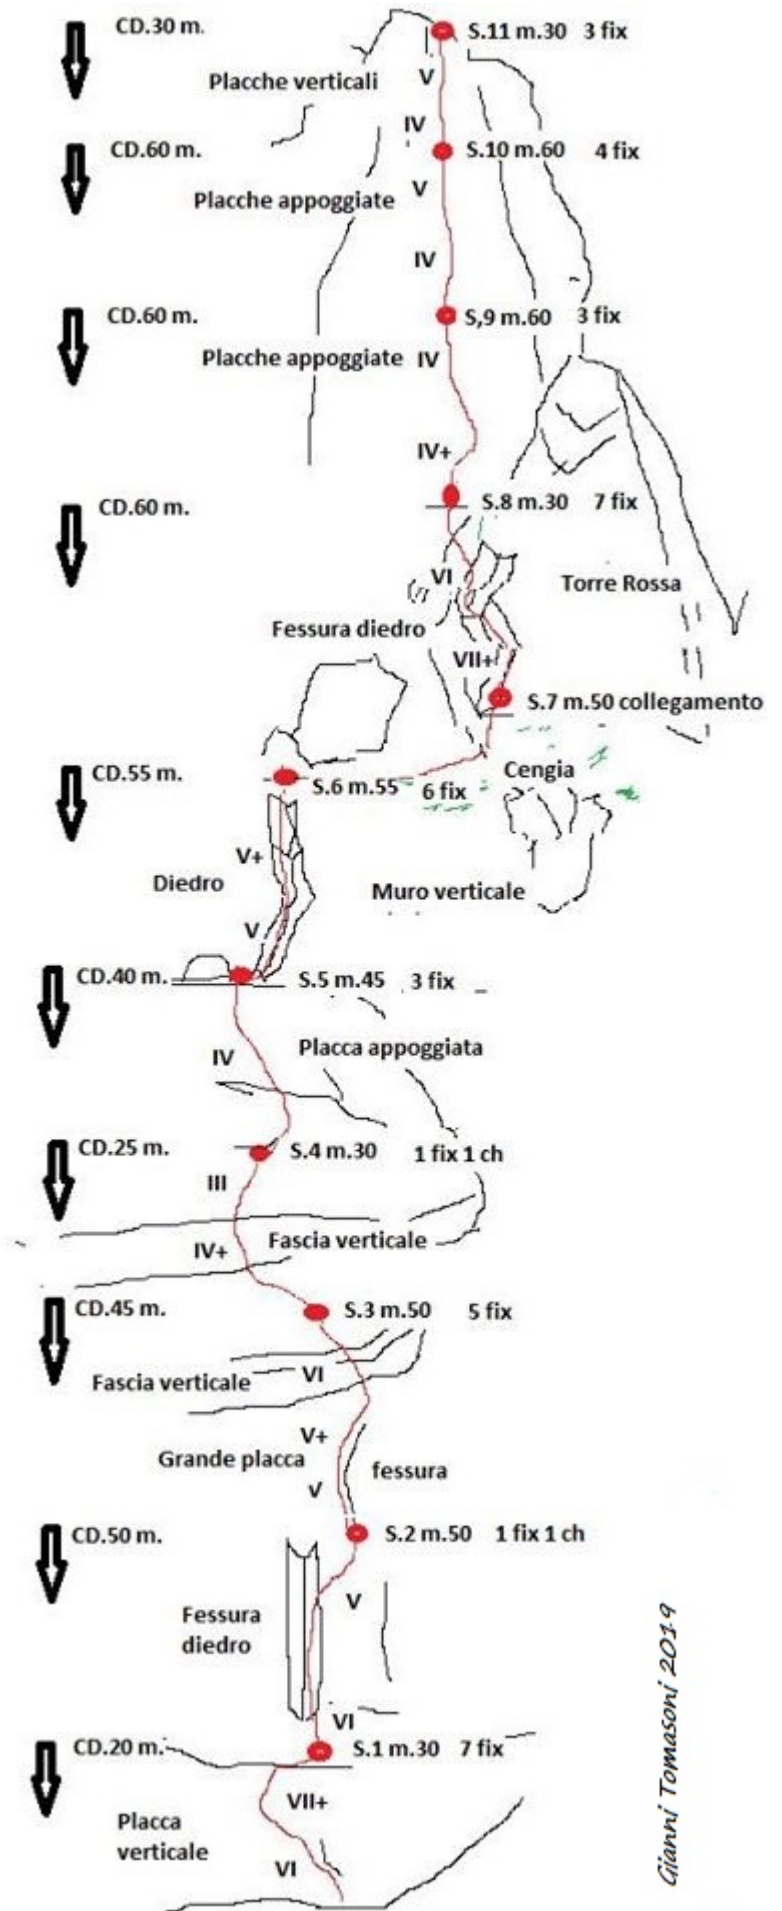 CD.30 m. S.11 m.30 3 fix
Placche verticali V
IV
CD.60 m. S.10 m.60 4 fix
V
Placche appoggiate
IV
CD.60 m. S,9 m.60 3 fix
Placche appoggiate IV
IV+
CD.60 m. S.8 m.30 7 fix
VI Torre Rossa
Fessura diedro
VII+
S.7 m.50 collegamento
CD.55 m. S.6 m.55 6 fix Cengia
V+
Diedro Muro verticale
V
CD.40 m. S.5 m.45 3 fix
IV Placca appoggiata
CD.25 m. S.4 m.30 1 fix 1 ch
III
IV+ Fascia verticale
CD.45 m. S.3 m.50 5 fix
Fascia verticale VI
V+
Grande placca fessura
V
CD.50 m. S.2 m.50 1 fix 1 ch
V
Fessura
diedro
VI
CD.20 m. S.1 m.30 7 fix
VII+
Placca
verticale
VI
Gianni Tomasoni 2019